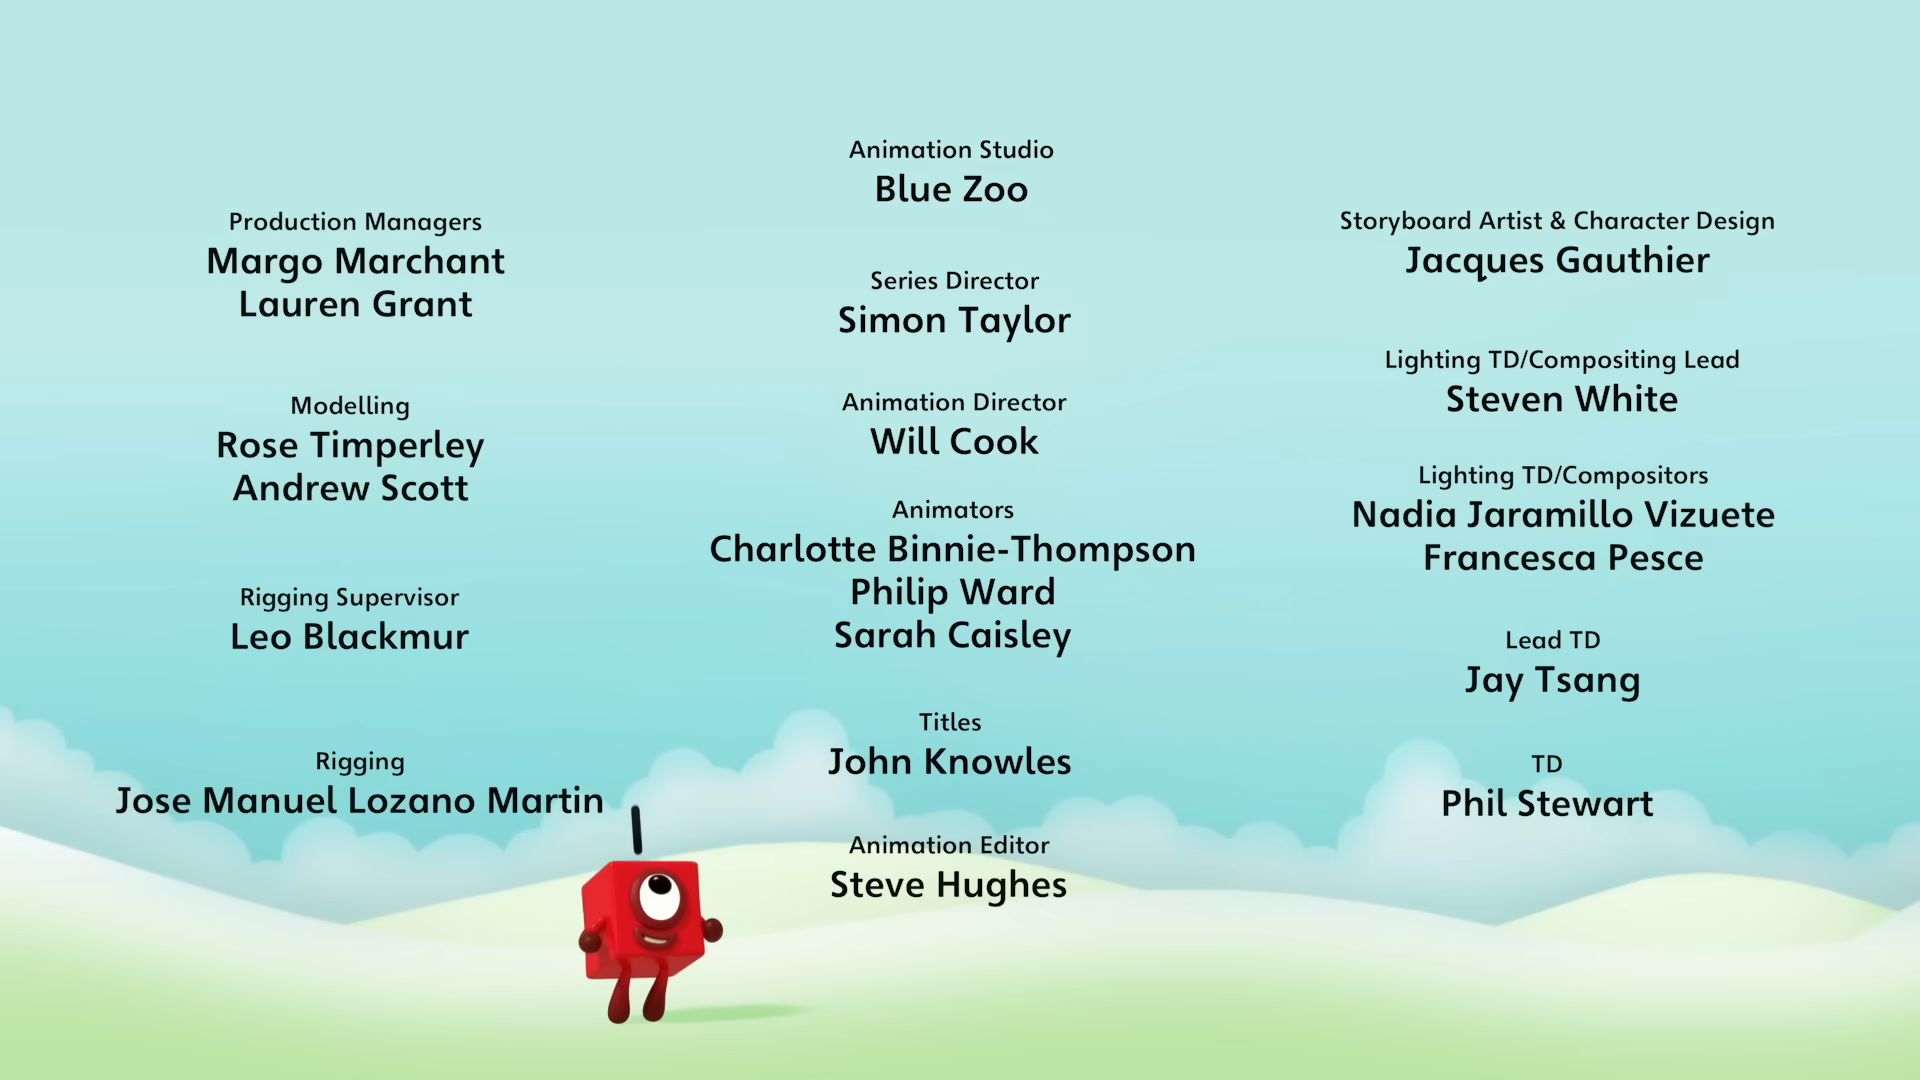 Production Managers
Margo Marchant
Lauren Grant
Modelling
Rose Timperley
Andrew Scott
Rigging Supervisor
Leo Blackmur
Rigging
Jose Manuel Lozano Martin
Animation Studio
Blue Zoo
Series Director
Simon Taylor
Animation Director
Will Cook
Animators
Charlotte Binnie-Thompson
Philip Ward
Sarah Caisley
Titles
John Knowles
Animation Editor
Steve Hughes
Storyboard Artist & Character Design
Jacques Gauthier
Lighting TD/Compositing Lead
Steven White
Lighting TD/Compositors
Nadia Jaramillo Vizuete
Francesca Pesce
Lead TD
Jay Tsang
TD
Phil Stewart